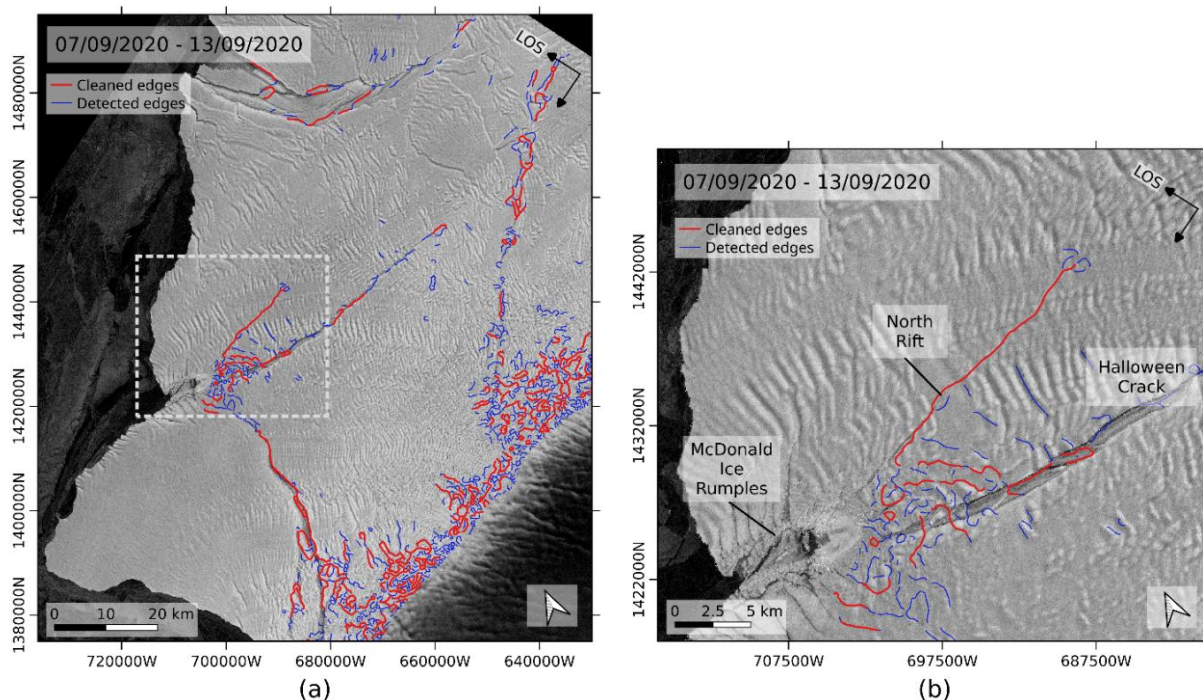 07/09/2020 - 13/09/2020
LOS
Cleaned edges
Detected edges
1480000N
1460000N
1440000N
1420000N
1400000N
1380000N
0 10 20 km
720000W 700000W 680000W 660000W 640000W
(a)
07/09/2020 - 13/09/2020
LOS
Cleaned edges
Detected edges
1442000N
1432000N
1422000N
North
Rift
Halloween
Crack
McDonald
Ice
Rumples
0 2.5 5 km
707500W 697500W 687500W
(b)